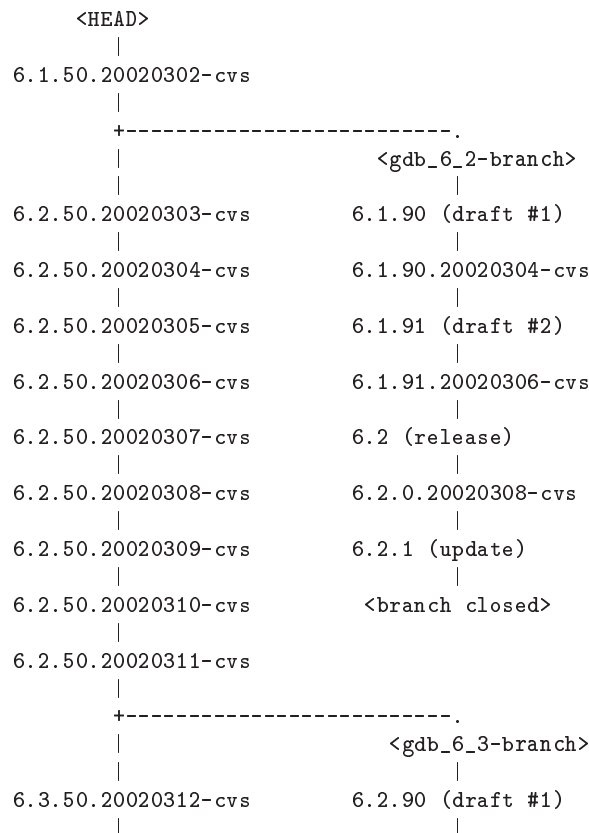 <HEAD>
|
6.1.50.20020302-cvs
|
+--------------------------.
| <gdb_6_2-branch>
| |
6.2.50.20020303-cvs 6.1.90 (draft #1)
| |
6.2.50.20020304-cvs 6.1.90.20020304-cvs
| |
6.2.50.20020305-cvs 6.1.91 (draft #2)
| |
6.2.50.20020306-cvs 6.1.91.20020306-cvs
| |
6.2.50.20020307-cvs 6.2 (release)
| |
6.2.50.20020308-cvs 6.2.0.20020308-cvs
| |
6.2.50.20020309-cvs 6.2.1 (update)
| |
6.2.50.20020310-cvs <branch closed>
|
6.2.50.20020311-cvs
|
+--------------------------.
| <gdb_6_3-branch>
| |
6.3.50.20020312-cvs 6.2.90 (draft #1)
| |